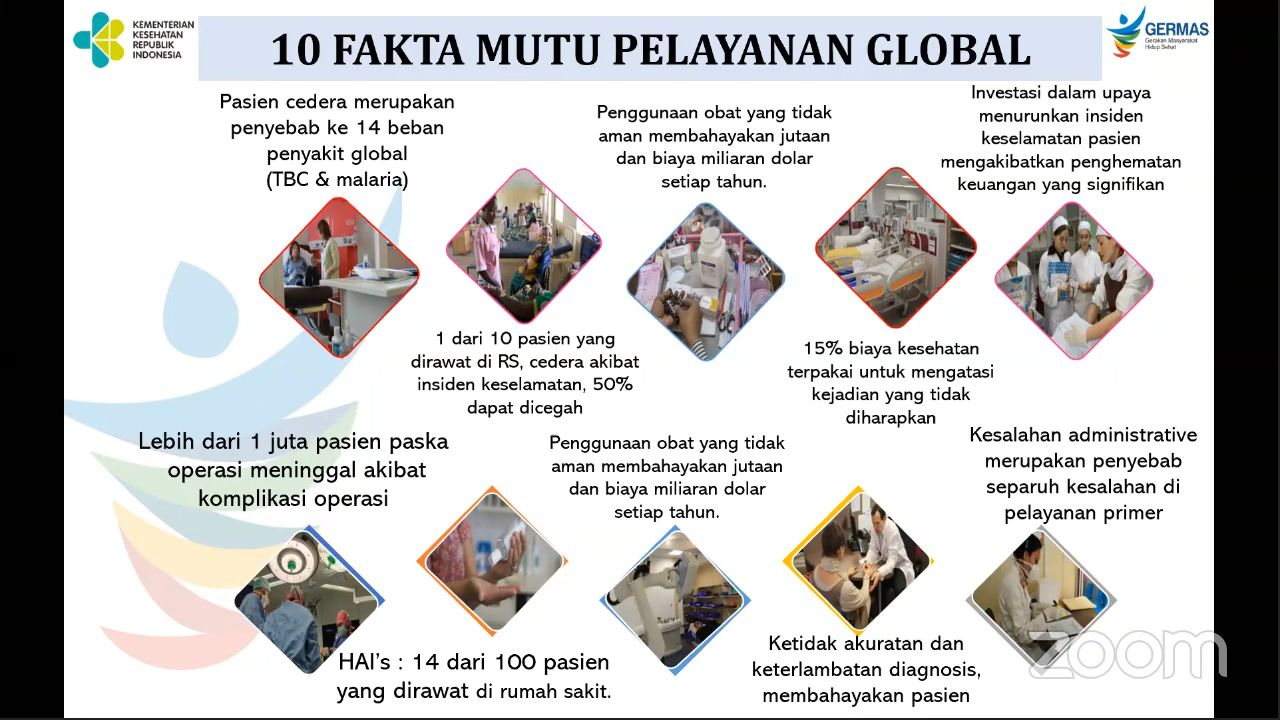 KEMENTERIAN
KESEHATAN
REPUBLIK
INDONESIA
10 FAKTA MUTU PELAYANAN GLOBAL
GERMAS
Gerakan Masyarakat
Hidup Sehat
Pasien cedera merupakan
penyebab ke 14 beban
penyakit global
(TBC & malaria)
Penggunaan obat yang tidak
aman membahayakan jutaan
dan biaya miliaran dolar
setiap tahun.
Investasi dalam upaya
menurunkan insiden
keselamatan pasien
mengakibatkan penghematan
keuangan yang signifikan
1 dari 10 pasien yang
dirawat di RS, cedera akibat
insiden keselamatan, 50%
dapat dicegah
15% biaya kesehatan
terpakai untuk mengatasi
kejadian yang tidak
diharapkan
Lebih dari 1 juta pasien paska
operasi meninggal akibat
komplikasi operasi
Penggunaan obat yang tidak
aman membahayakan jutaan
dan biaya miliaran dolar
setiap tahun.
Kesalahan administrative
merupakan penyebab
separuh kesalahan di
pelayanan primer
HAI's : 14 dari 100 pasien
yang dirawat di rumah sakit.
Ketidak akuratan dan
keterlambatan diagnosis,
membahayakan pasien
zoom